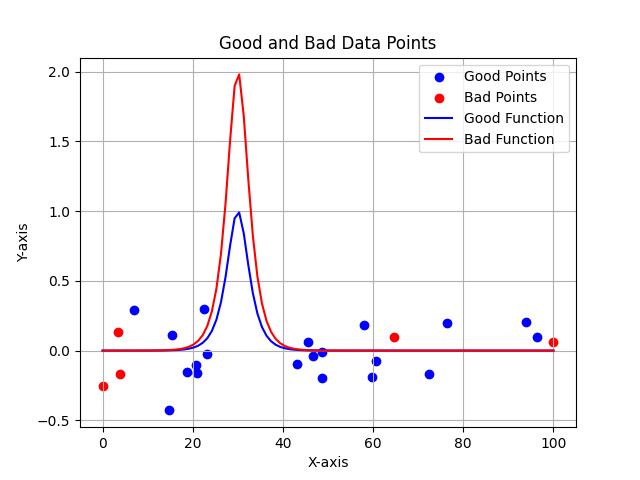 Good and Bad Data Points
Good Points
Bad Points
Good Function
Bad Function
2.0
1.5
1.0
0.5
0.0
−0.5
Y-axis
0
20
40
60
80
100
X-axis